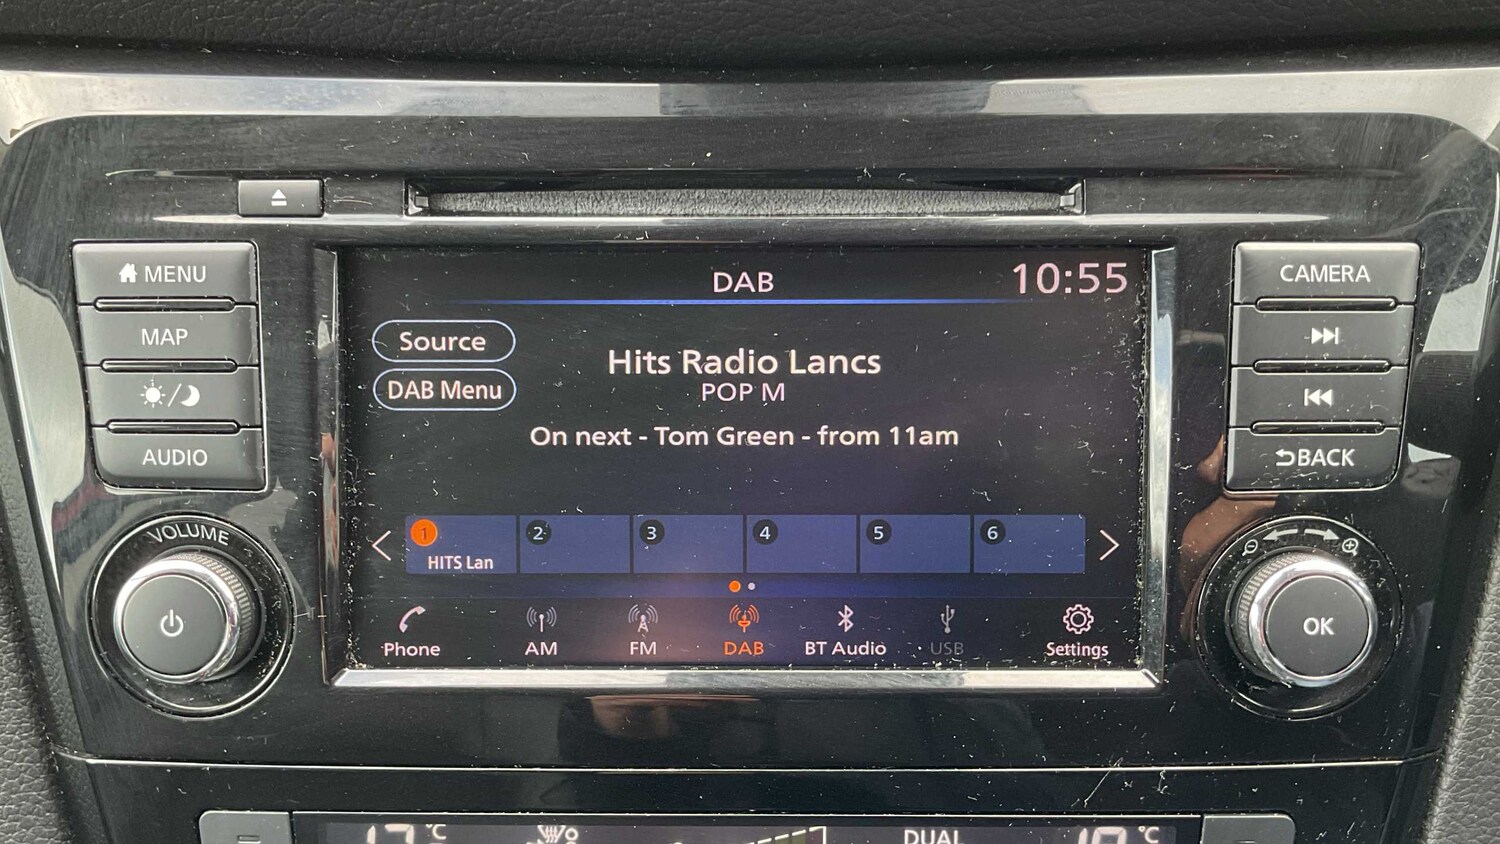 MENU
MAP
AUDIO
VOLUME
DAB
10:55
Source
DAB Menu
Hits Radio Lancs
POP M
On next - Tom Green - from 11am
1
HITS Lan
2
3
4
5
6
Phone
AM
FM
DAB
BT Audio
USB
Settings
CAMERA
BACK
OK
°C
DUAL
°C